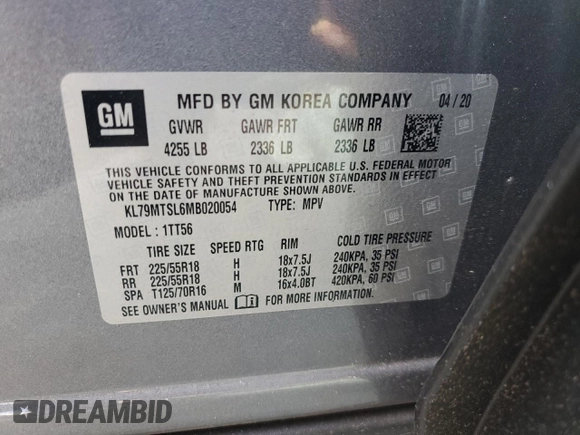 GM
MFD BY GM KOREA COMPANY 04/20
GVWR GAWR FRT GAWR RR
4255 LB 2336 LB 2336 LB
THIS VEHICLE CONFORMS TO ALL APPLICABLE U.S. FEDERAL MOTOR
VEHICLE SAFETY AND THEFT PREVENTION STANDARDS IN EFFECT
ON THE DATE OF MANUFACTURE SHOWN ABOVE.
KL79MTSL6MB020054 TYPE: MPV
MODEL: 1TT56
TIRE SIZE SPEED RTG RIM COLD TIRE PRESSURE
FRT 225/55R18 H 18x7.5J 240KPA, 35 PSI
RR 225/55R18 H 18x7.5J 240KPA, 35 PSI
SPA T125/70R16 M 16x4.0BT 420KPA, 60 PSI
SEE OWNER'S MANUAL FOR MORE INFORMATION.
DREAMBID